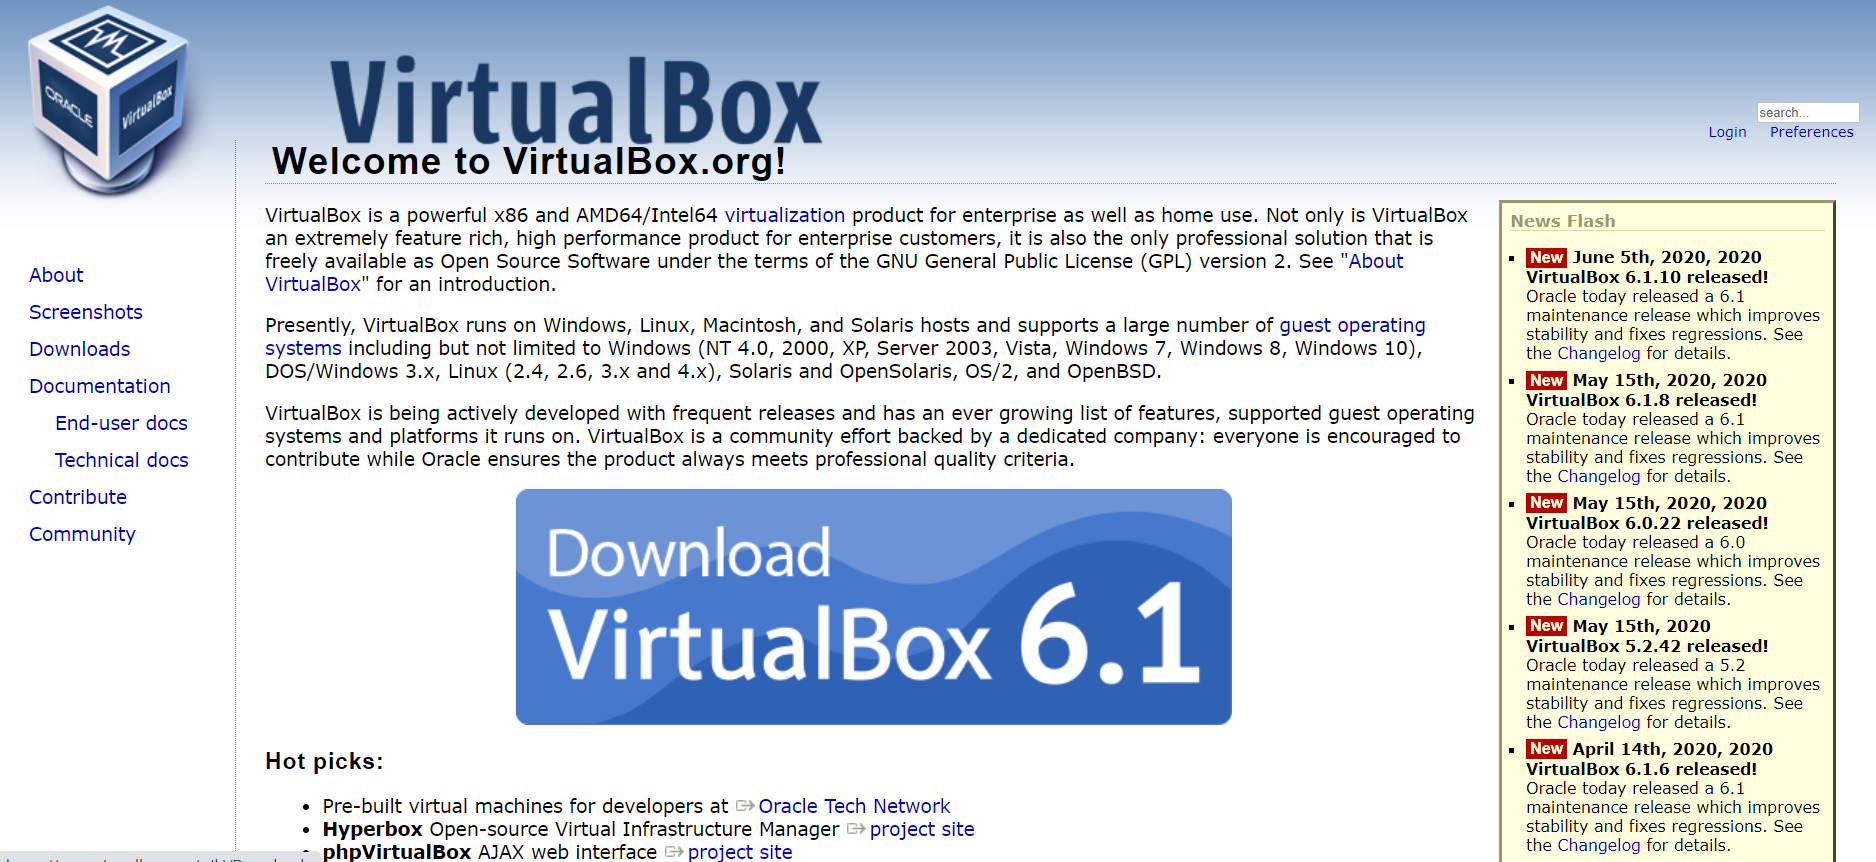 ORACLE
VirtualBox
VirtualBox
search...
Login Preferences
Welcome to VirtualBox.org!
About
Screenshots
Downloads
Documentation
End-user docs
Technical docs
Contribute
Community
VirtualBox is a powerful x86 and AMD64/Intel64 virtualization product for enterprise as well as home use. Not only is VirtualBox
an extremely feature rich, high performance product for enterprise customers, it is also the only professional solution that is
freely available as Open Source Software under the terms of the GNU General Public License (GPL) version 2. See "About
VirtualBox" for an introduction.
Presently, VirtualBox runs on Windows, Linux, Macintosh, and Solaris hosts and supports a large number of guest operating
systems including but not limited to Windows (NT 4.0, 2000, XP, Server 2003, Vista, Windows 7, Windows 8, Windows 10),
DOS/Windows 3.x, Linux (2.4, 2.6, 3.x and 4.x), Solaris and OpenSolaris, OS/2, and OpenBSD.
VirtualBox is being actively developed with frequent releases and has an ever growing list of features, supported guest operating
systems and platforms it runs on. VirtualBox is a community effort backed by a dedicated company: everyone is encouraged to
contribute while Oracle ensures the product always meets professional quality criteria.
Download
VirtualBox 6.1
Hot picks:
Pre-built virtual machines for developers at Oracle Tech Network
Hyperbox Open-source Virtual Infrastructure Manager project site
phpVirtualBox AJAX web interface project site
News Flash
New June 5th, 2020, 2020
VirtualBox 6.1.10 released!
Oracle today released a 6.1
maintenance release which improves
stability and fixes regressions. See
the Changelog for details.
New May 15th, 2020, 2020
VirtualBox 6.1.8 released!
Oracle today released a 6.1
maintenance release which improves
stability and fixes regressions. See
the Changelog for details.
New May 15th, 2020, 2020
VirtualBox 6.0.22 released!
Oracle today released a 6.0
maintenance release which improves
stability and fixes regressions. See
the Changelog for details.
New May 15th, 2020
VirtualBox 5.2.42 released!
Oracle today released a 5.2
maintenance release which improves
stability and fixes regressions. See
the Changelog for details.
New April 14th, 2020, 2020
VirtualBox 6.1.6 released!
Oracle today released a 6.1
maintenance release which improves
stability and fixes regressions. See
the Changelog for details.